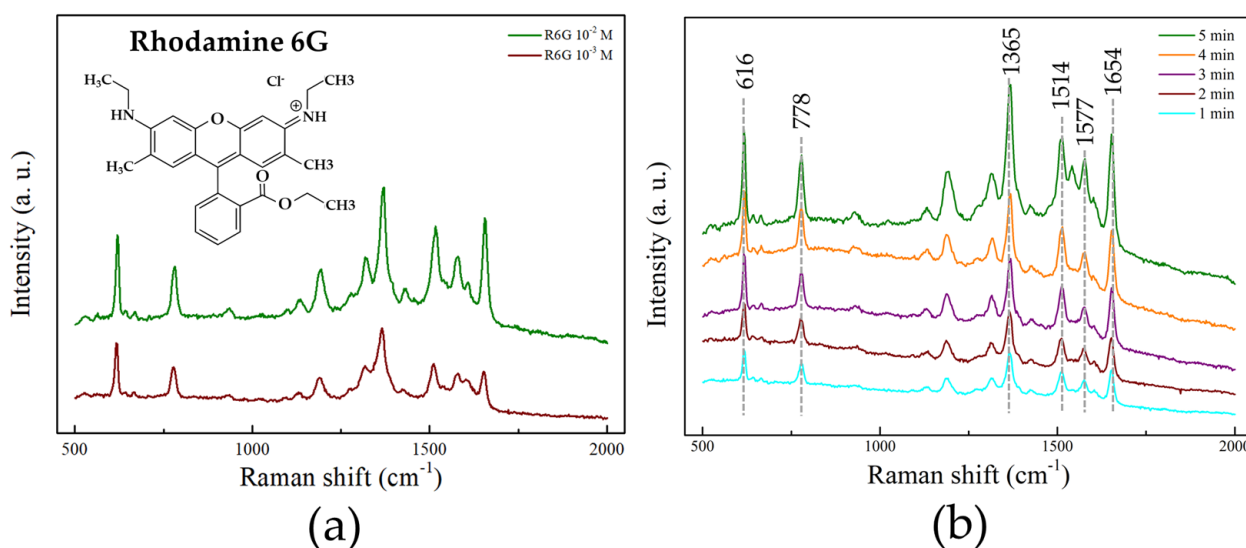 Rhodamine 6G
R6G 10⁻² M
R6G 10⁻³ M
Cl⁻
H₃C
CH3
HN
O
NH
+
H₃C
CH3
O
O
CH3
Intensity (a. u.)
500
1000
1500
2000
Raman shift (cm⁻¹)
(a)
616
778
1365
1514
1577
1654
5 min
4 min
3 min
2 min
1 min
Intensity (a. u.)
500
1000
1500
2000
Raman shift (cm⁻¹)
(b)